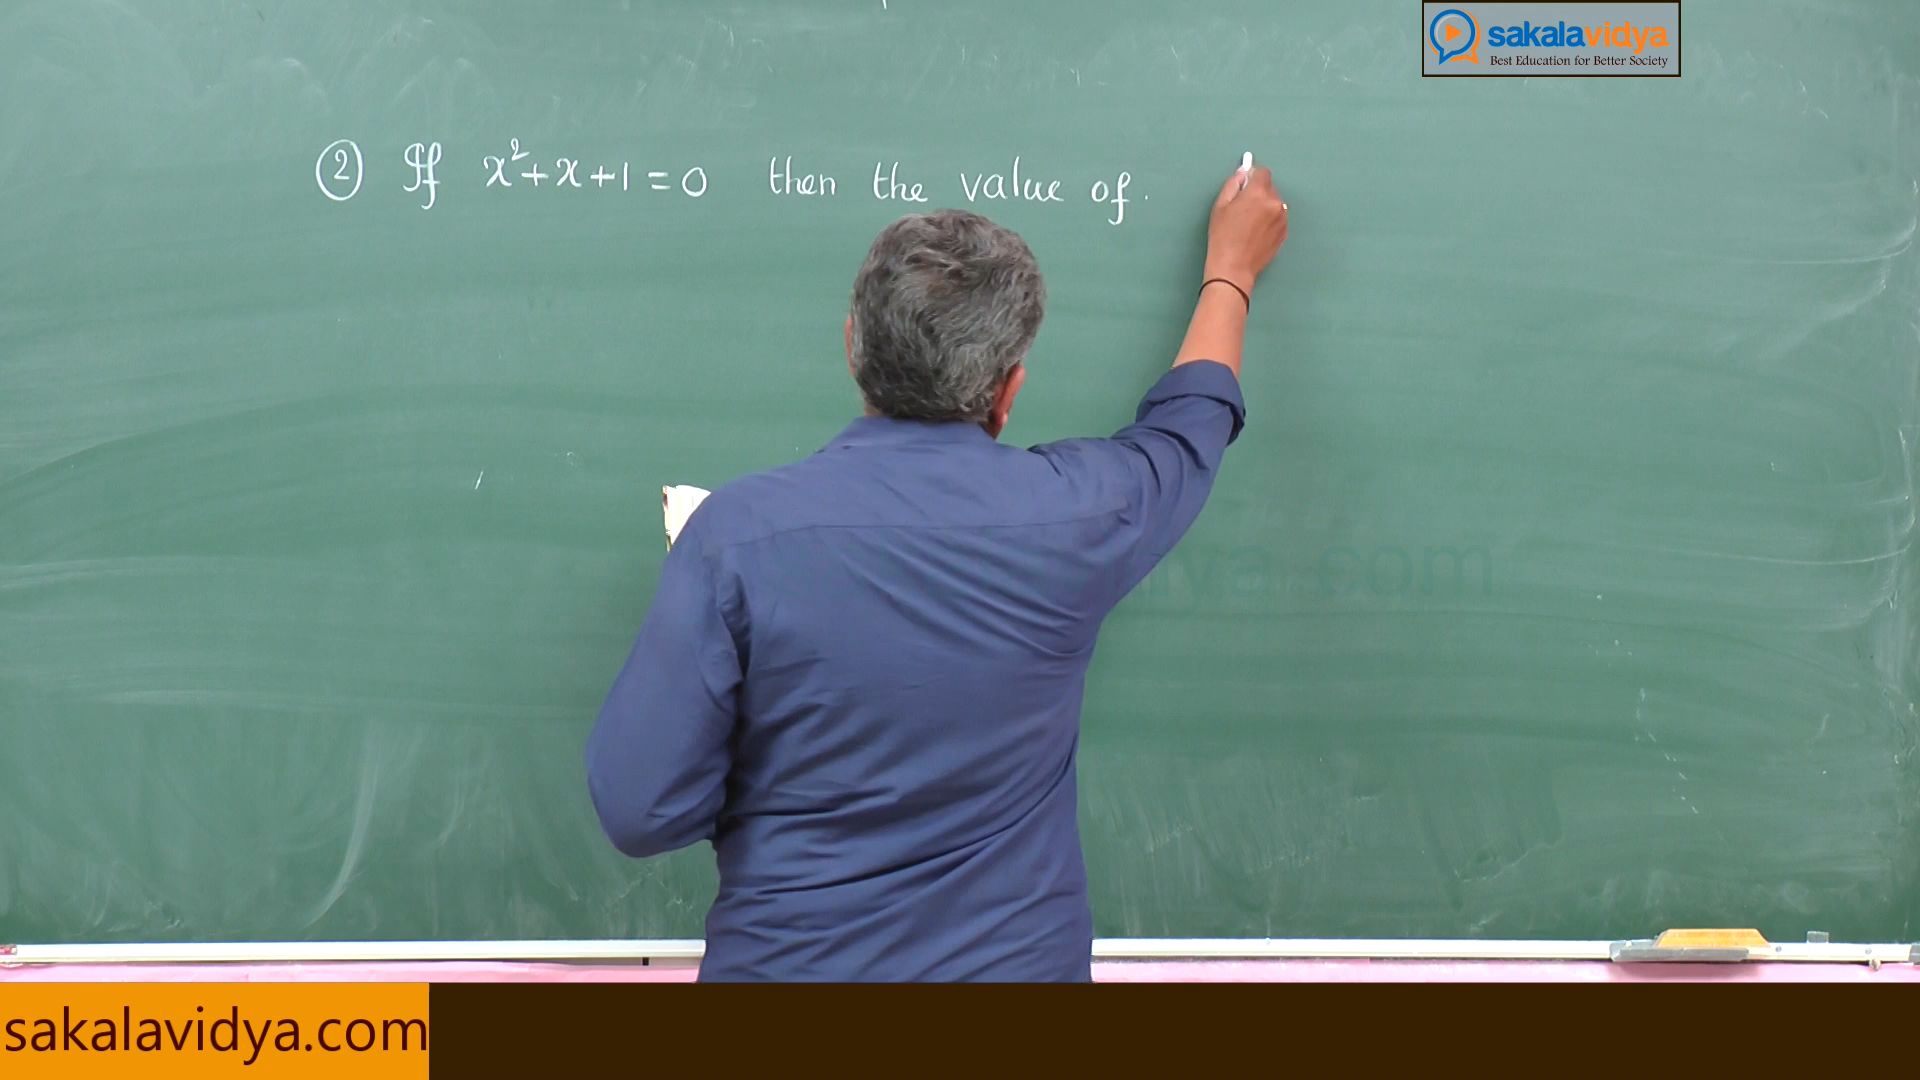 sakalavidya
Best Education for Better Society
② If x²+x+1=0 then the value of
sakalavidya.com